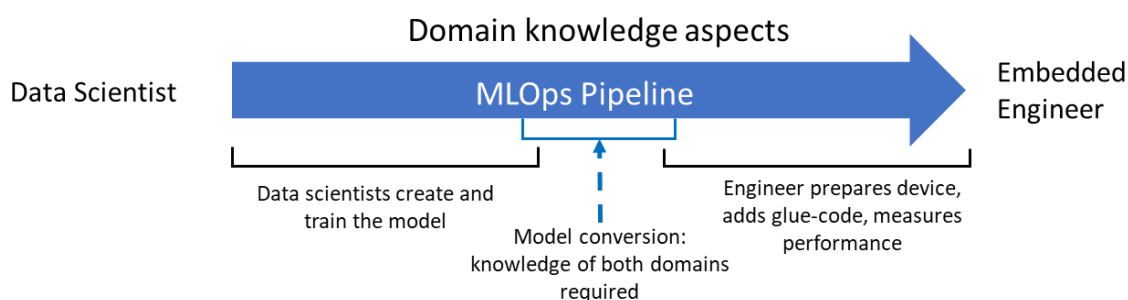 Domain knowledge aspects
Data Scientist
MLOps Pipeline
Embedded
Engineer
Data scientists create and
train the model
Model conversion:
knowledge of both domains
required
Engineer prepares device,
adds glue-code, measures
performance